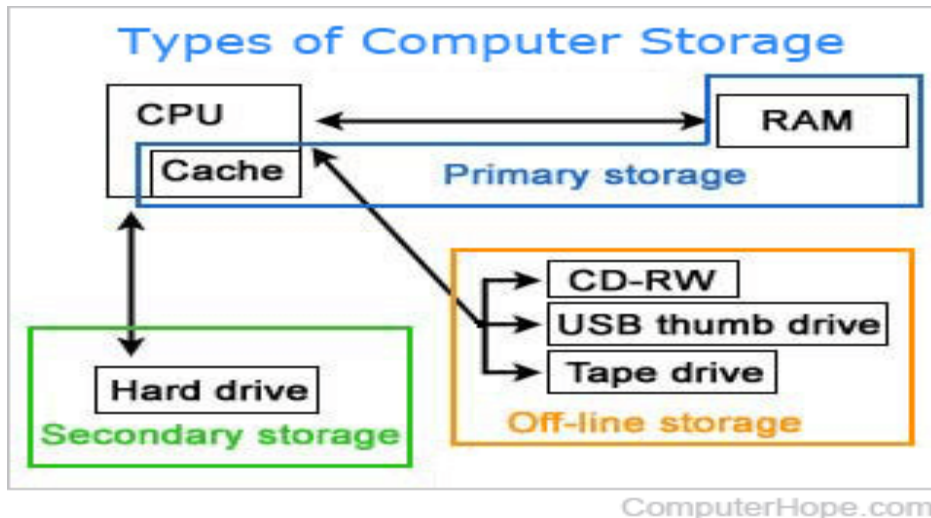 Types of Computer Storage
CPU
RAM
Cache
Primary storage
CD-RW
USB thumb drive
Tape drive
Off-line storage
Hard drive
Secondary storage
ComputerHope.com